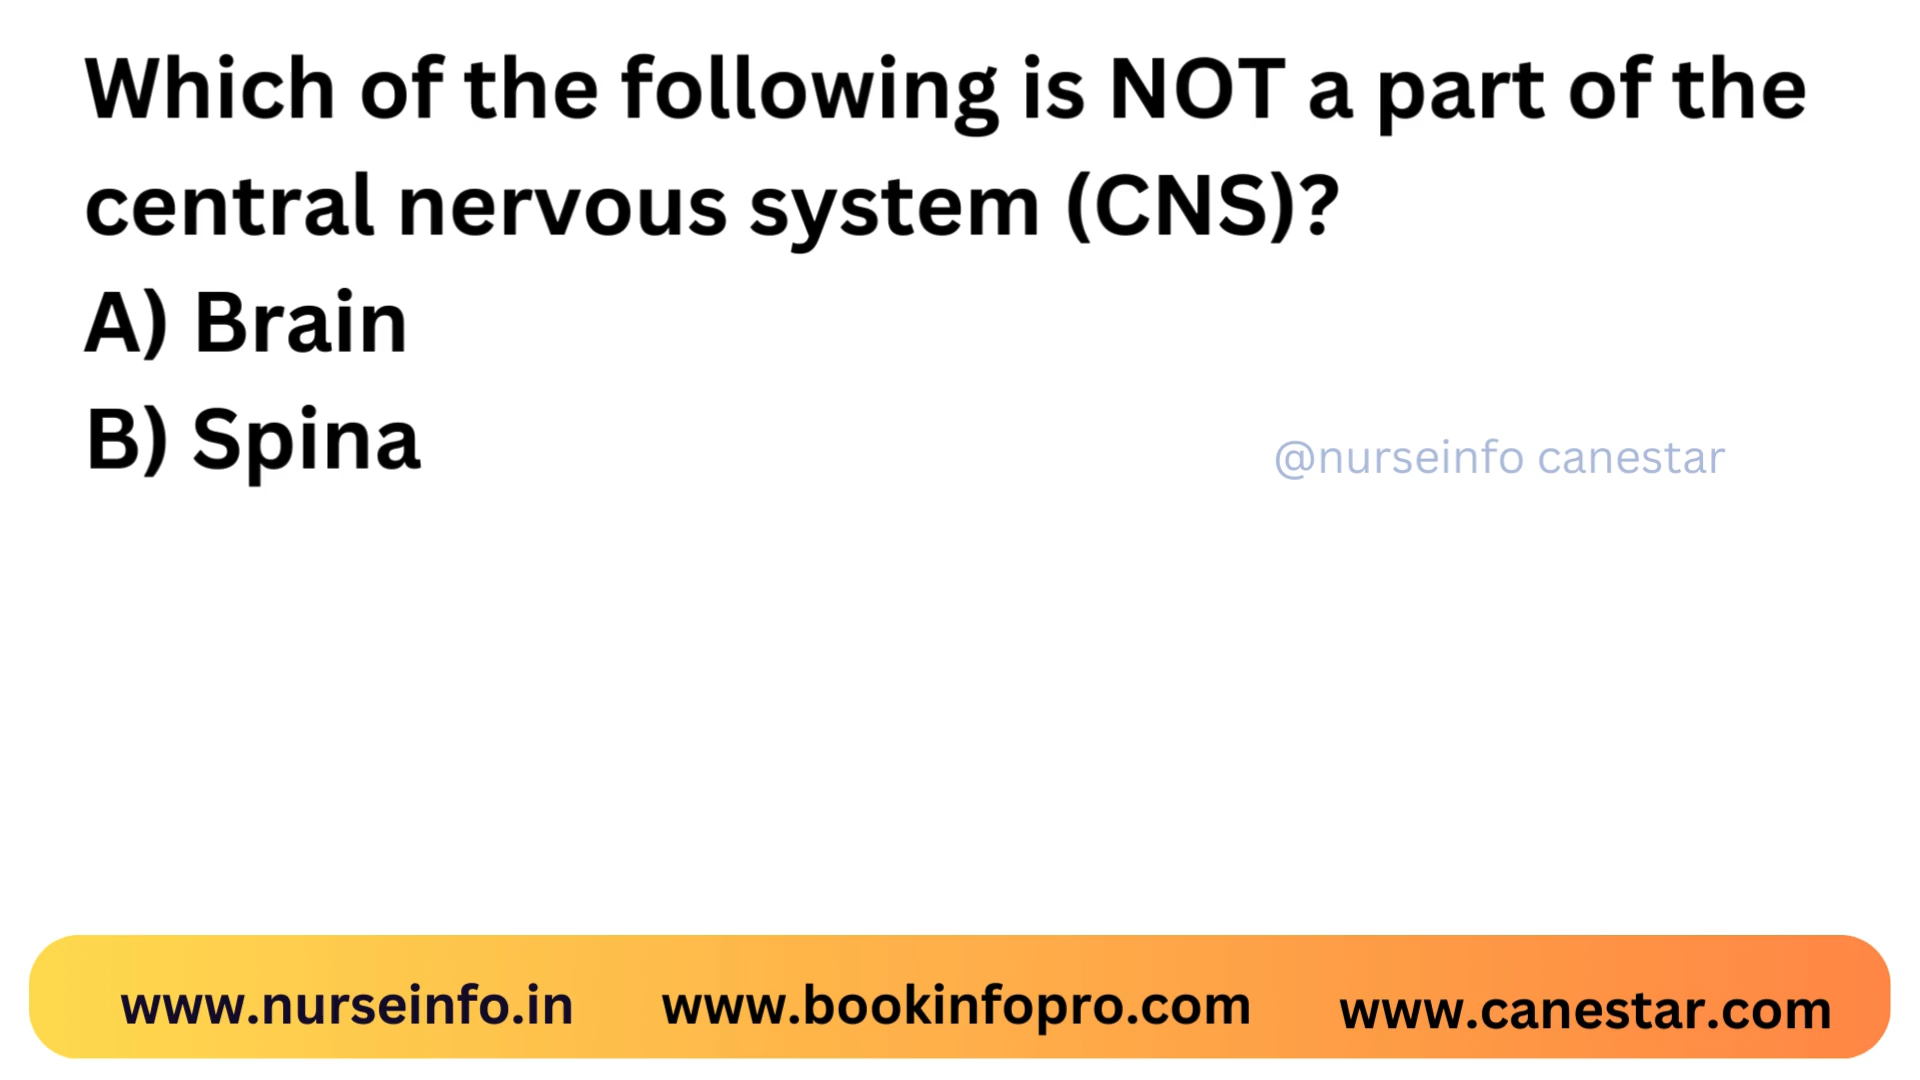 Which of the following is NOT a part of the
central nervous system (CNS)?
A) Brain
B) Spina
@nurseinfo canestar
www.nurseinfo.in www.bookinfopro.com www.canestar.com